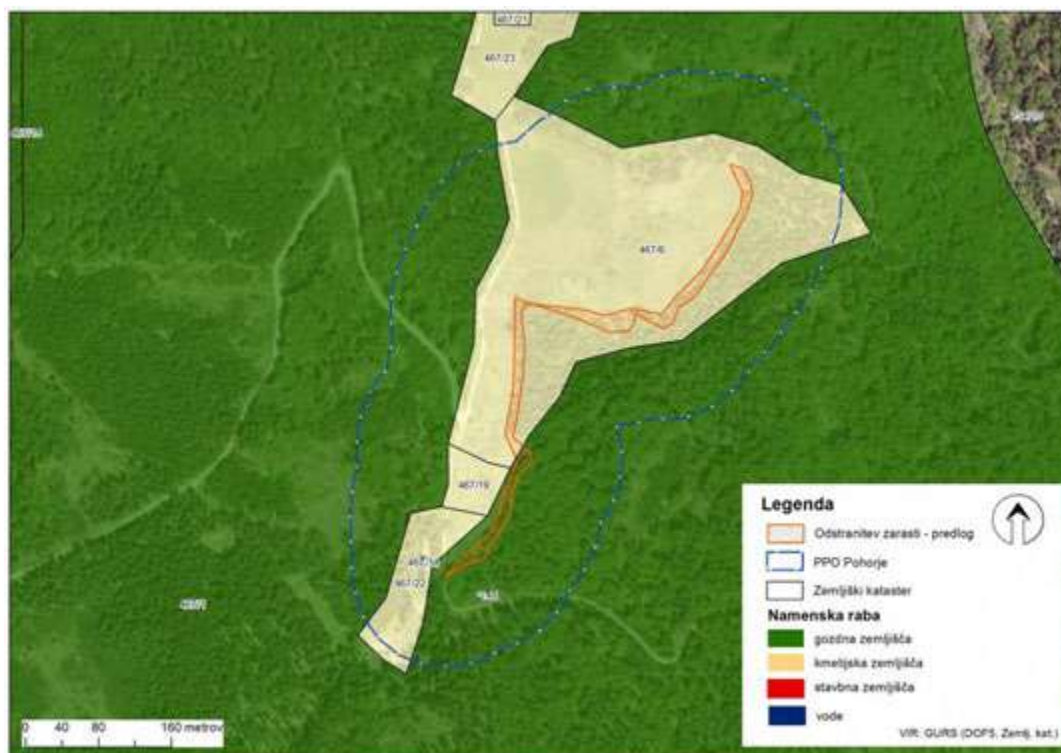 467/21
467/23
467/6
467/19
467/22
Legenda
Odstranitev zarasti - predlog
PPO Pohorje
Zemljiški kataster
Namenska raba
gozdna zemljišča
kmetijska zemljišča
stavbna zemljišča
vode
0 40 80 160 metrov
VIR: GURS (DOF5, Zemlj. kat.)